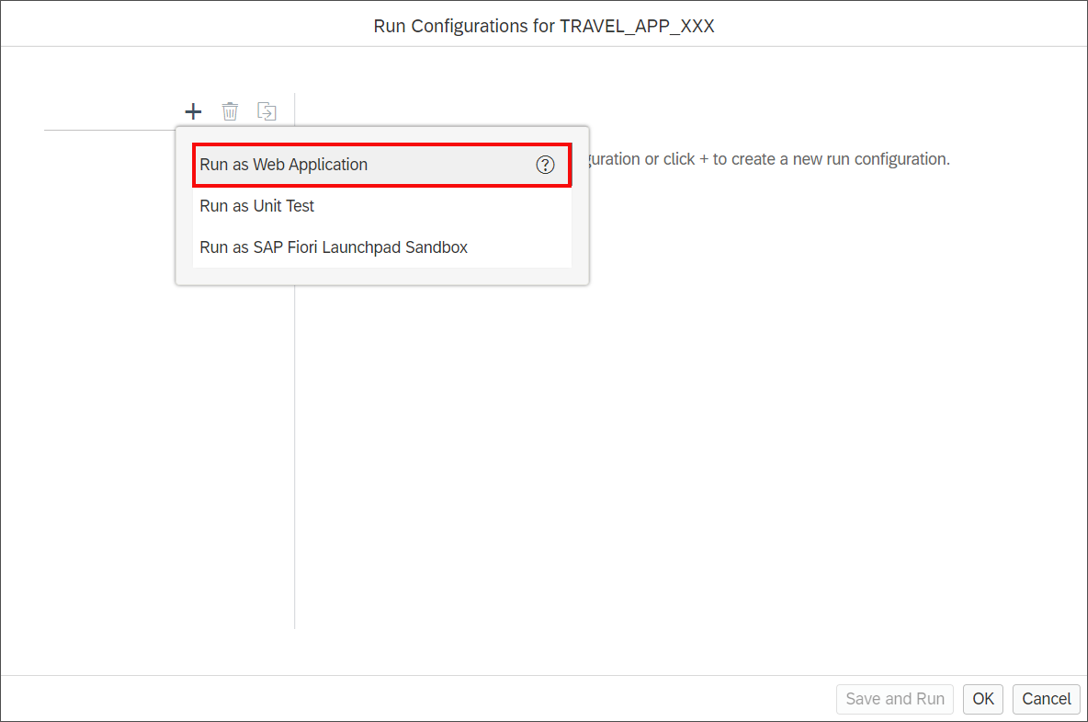 Run Configurations for TRAVEL_APP_XXX
+
Run as Web Application ?
uration or click + to create a new run configuration.
Run as Unit Test
Run as SAP Fiori Launchpad Sandbox
Save and Run OK Cancel